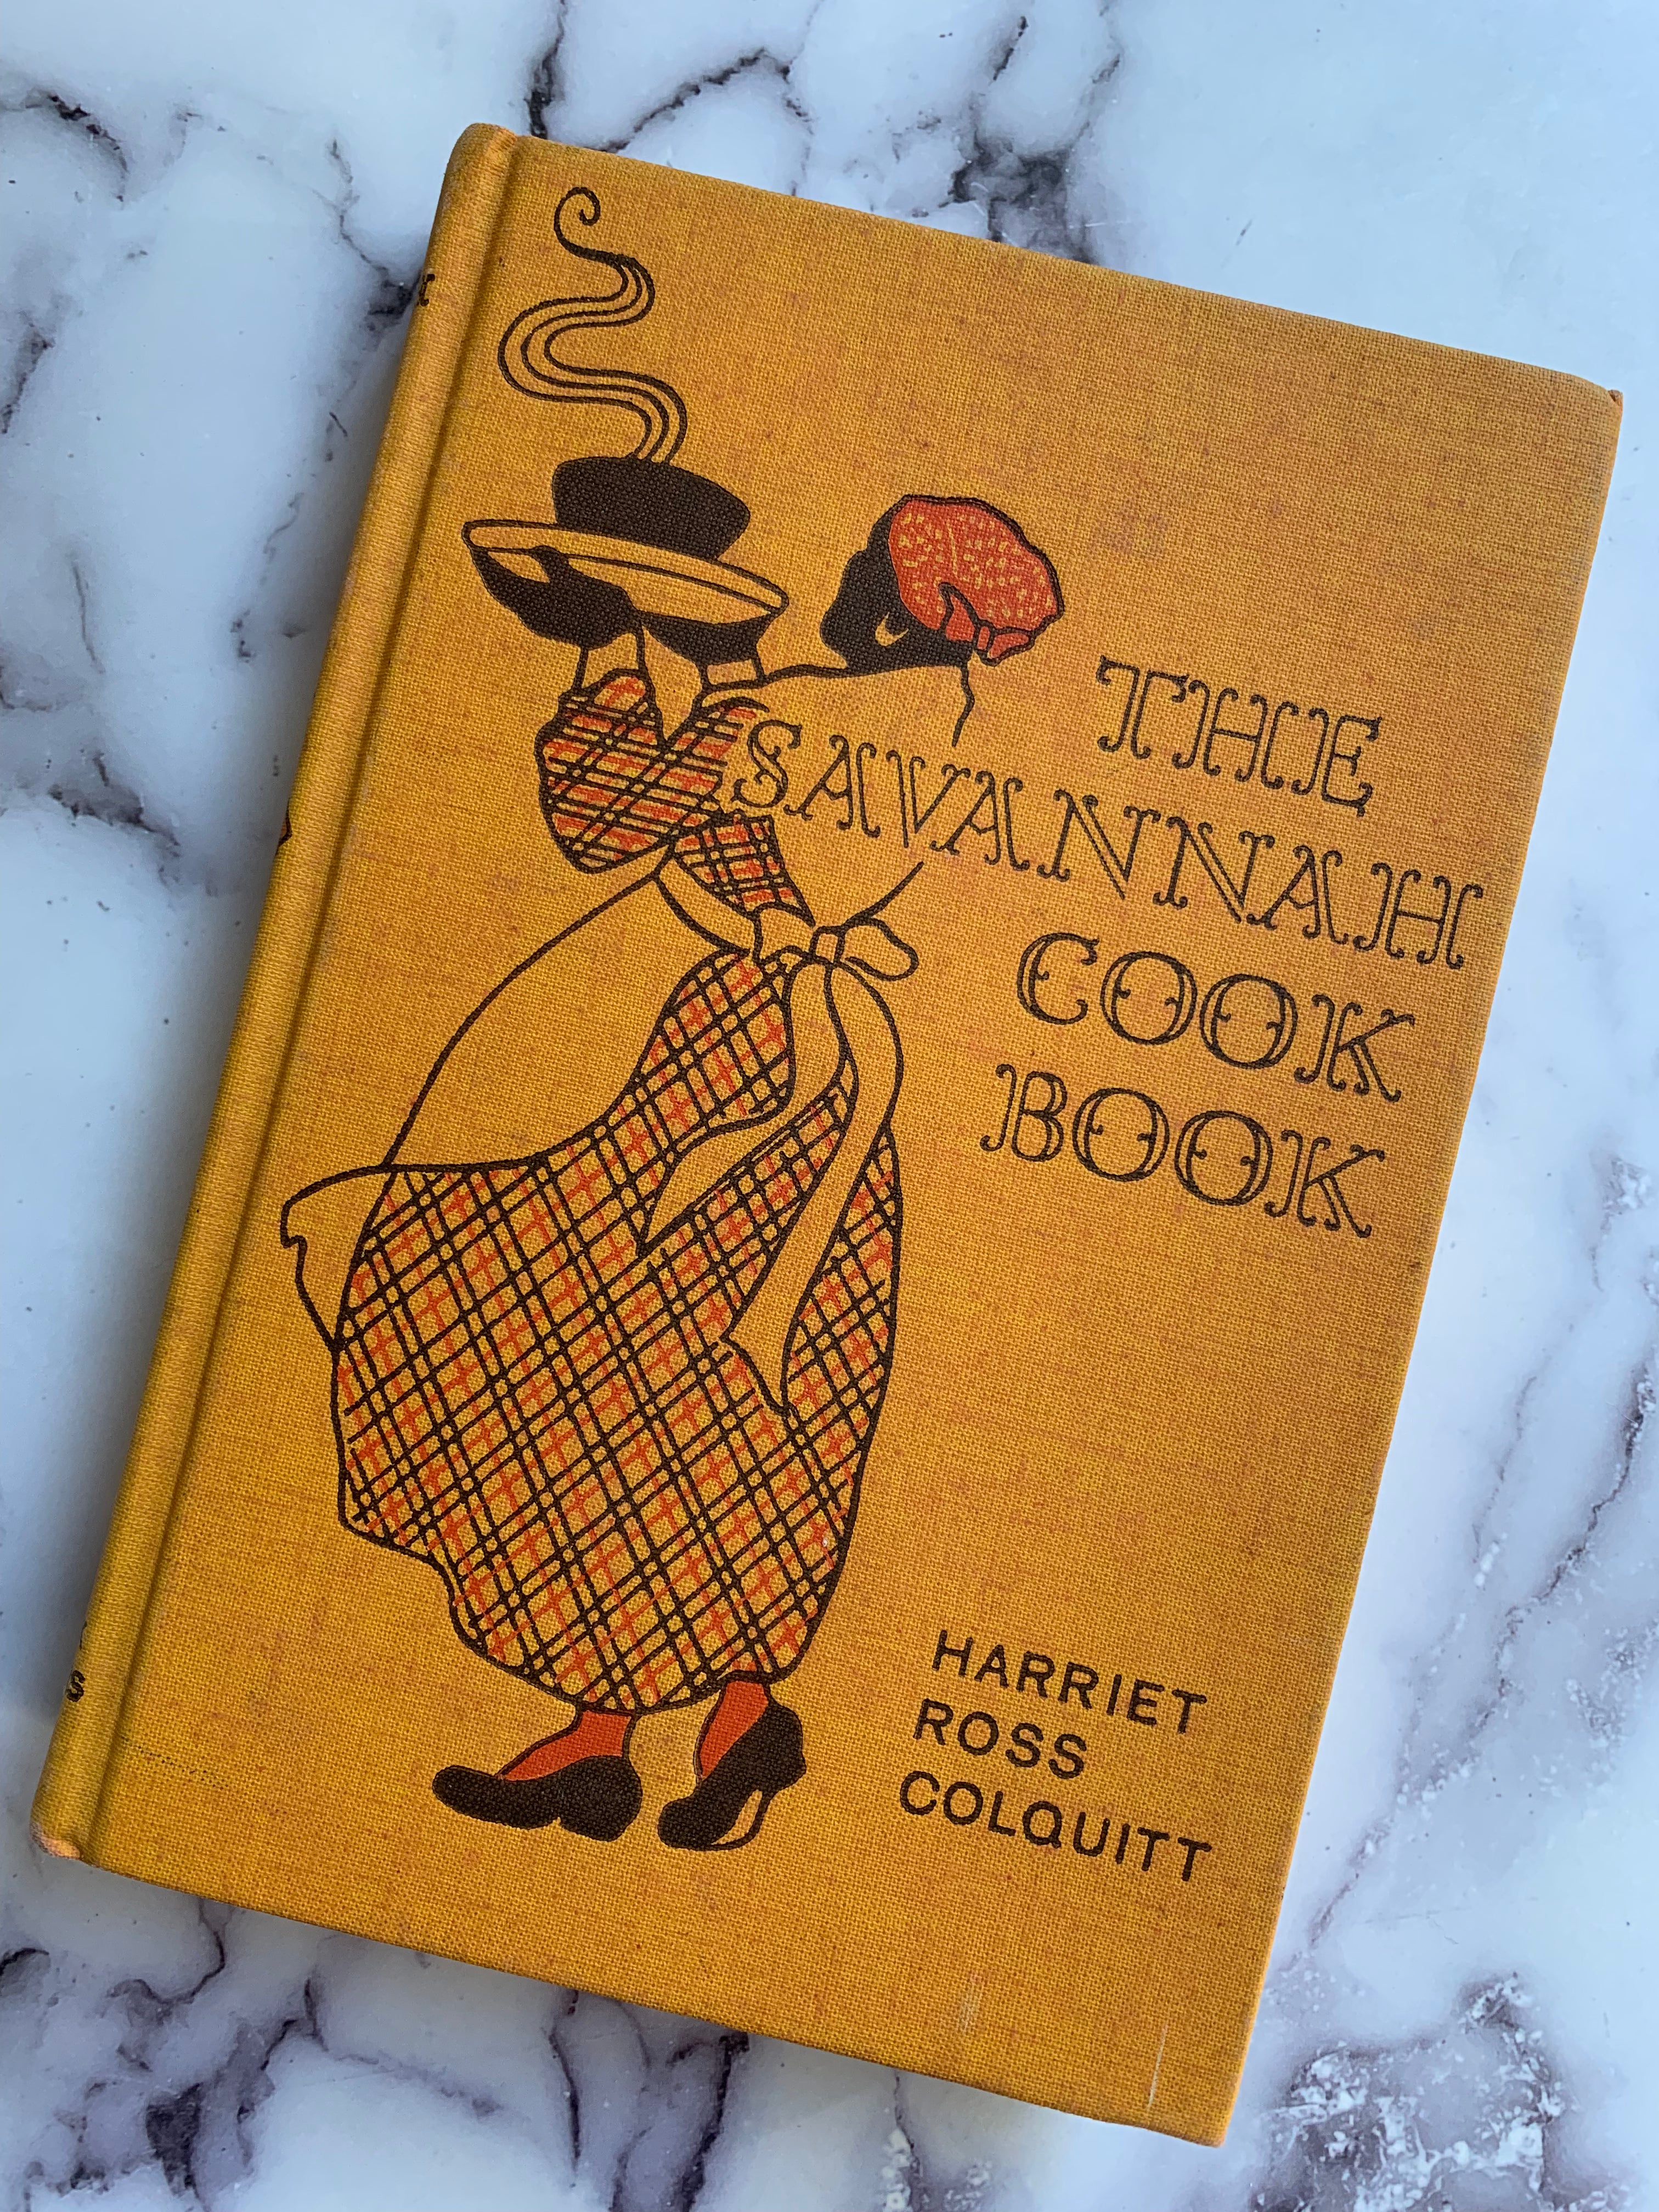 THE
SAVANNAH
COOK
BOOK
HARRIET
ROSS
COLQUITT